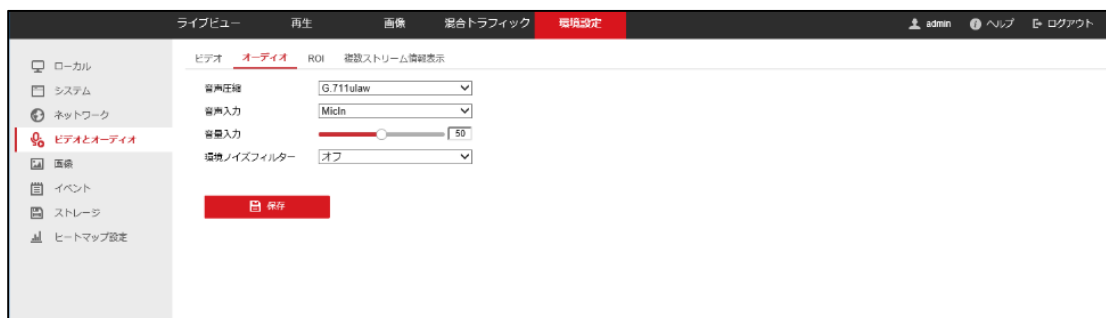 ライブビュー 再生 画像 混合トラフィック 環境設定 admin ヘルプ ログアウト
ローカル
システム
ネットワーク
ビデオとオーディオ
画像
イベント
ストレージ
ヒートマップ設定
ビデオ オーディオ ROI 複数ストリーム情報表示
音声圧縮 G.711ulaw
音声入力 MicIn
音量入力 50
環境ノイズフィルター オフ
保存